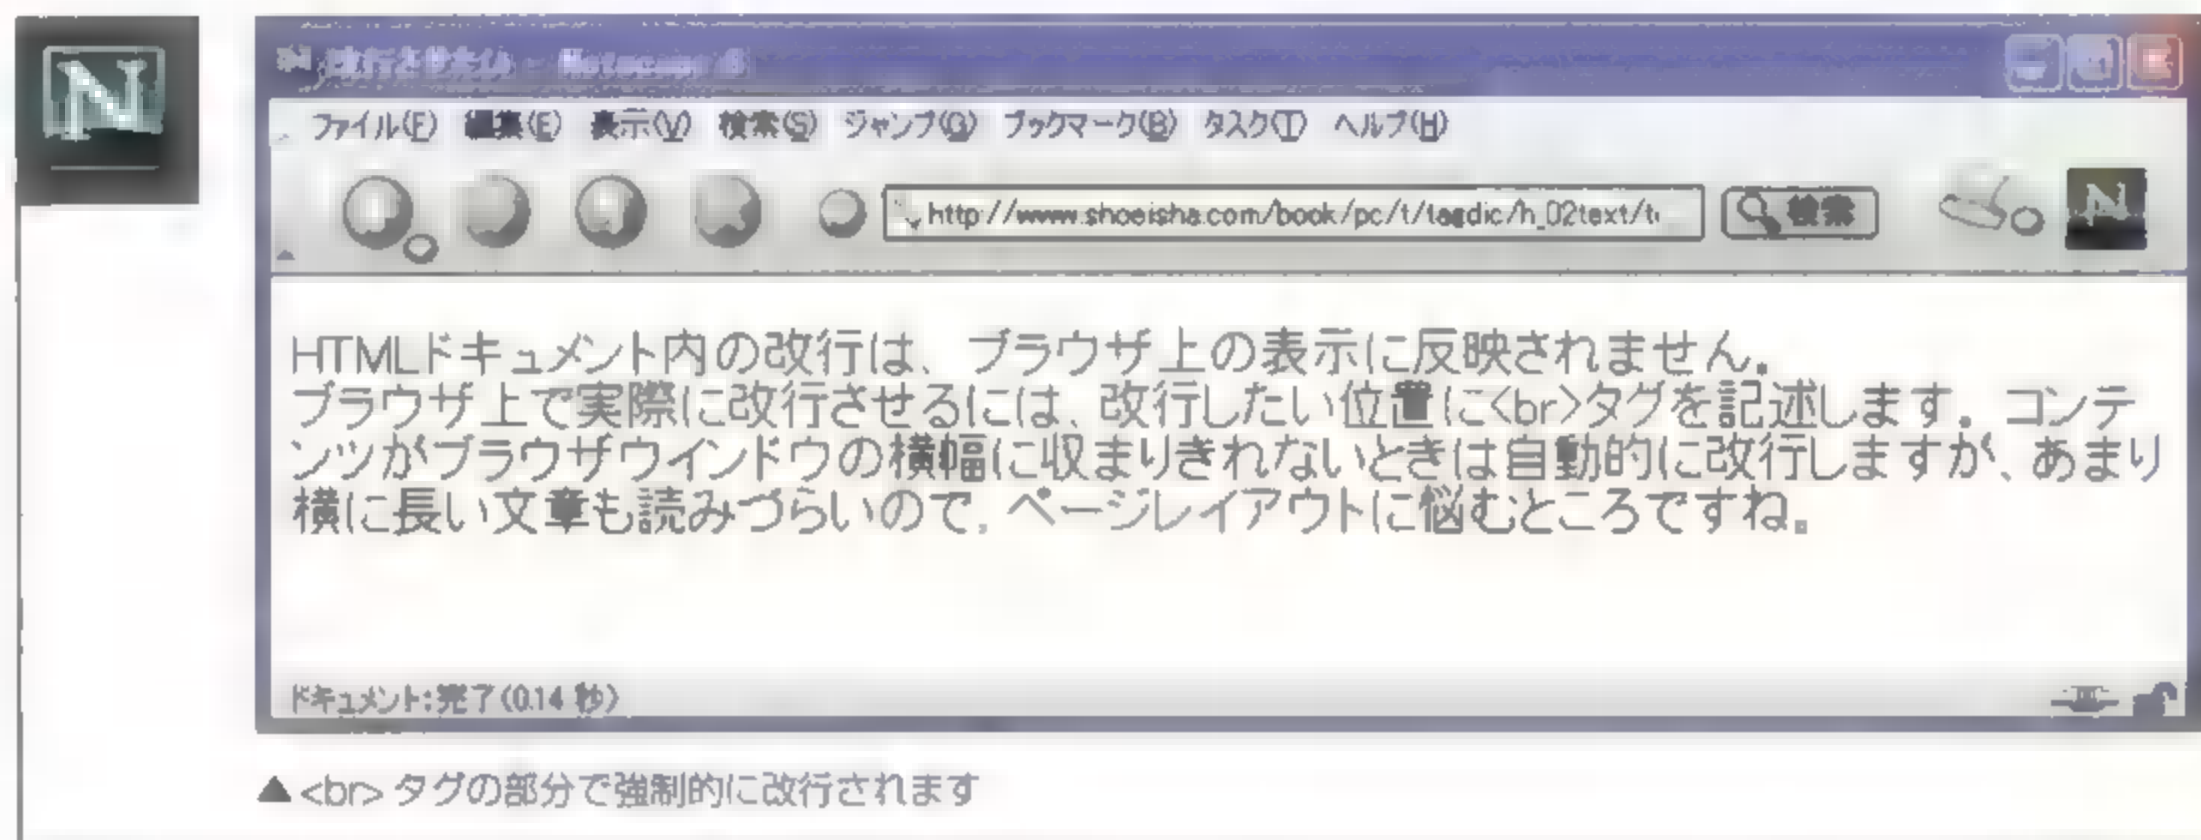 N
改行させたい - Netscape 6
ファイル(F) 編集(E) 表示(V) 検索(S) ジャンプ(G) ブックマーク(B) タスク(T) ヘルプ(H)
http://www.shoeisha.com/book/pc/t/tagdic/h_02text/t 検索 N
HTMLドキュメント内の改行は、ブラウザ上の表示に反映されません。
ブラウザ上で実際に改行させるには、改行したい位置に<br>タグを記述します。コンテ
ンツがブラウザウインドウの横幅に収まりきれないときは自動的に改行しますが、あまり
横に長い文章も読みづらいので、ページレイアウトに悩むところですね。
ドキュメント:完了(0.14 秒)
▲<br> タグの部分で強制的に改行されます